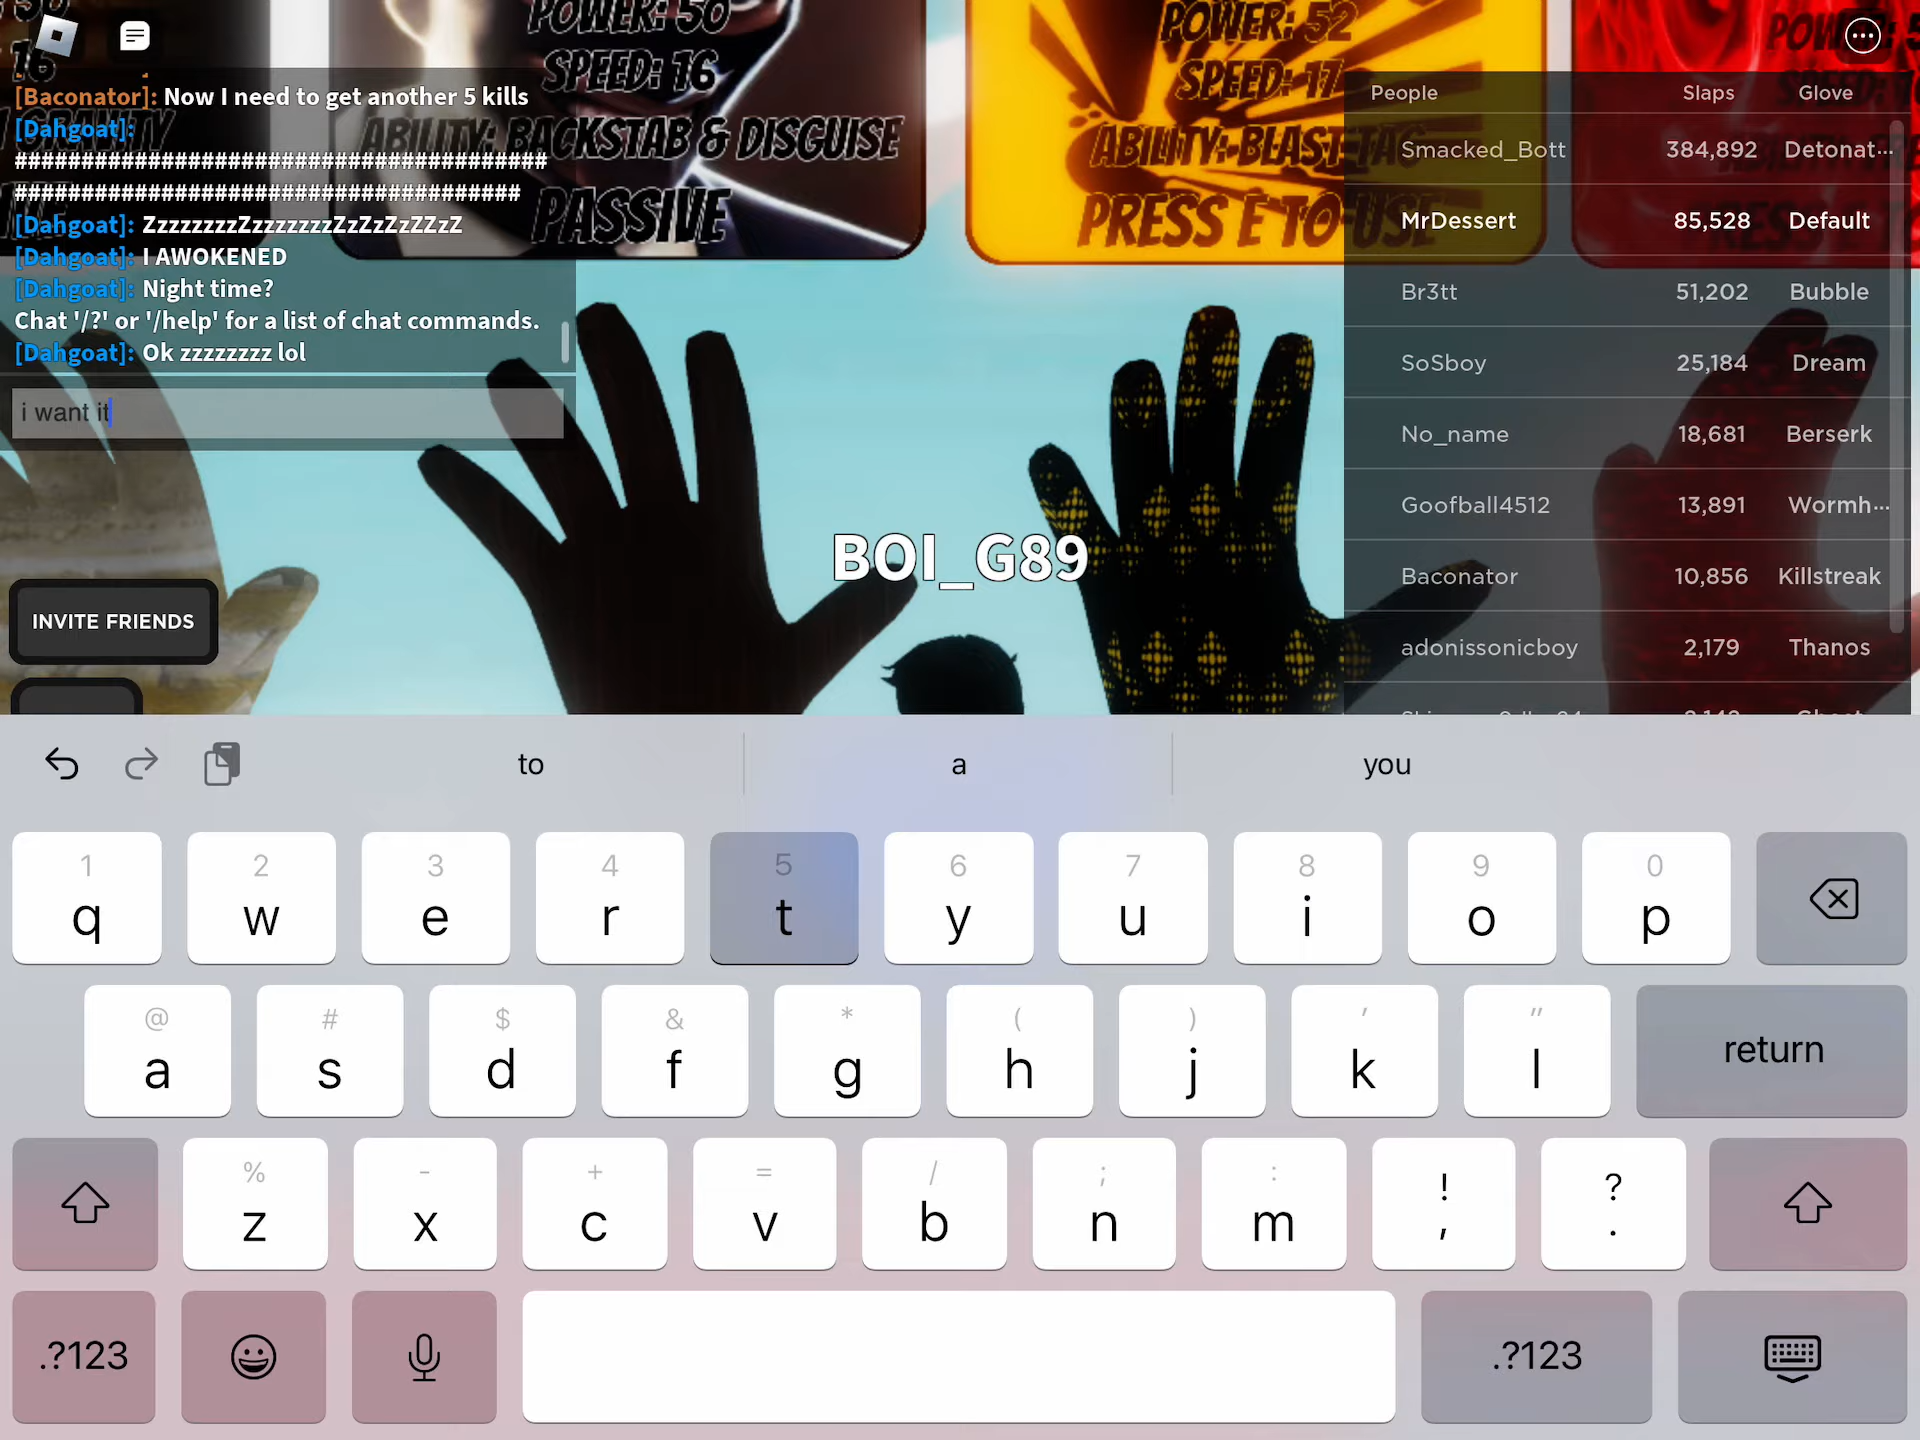 POWER: 50
SPEED: 16
ABILITY: BACKSTAB & DISGUISE
PASSIVE
POWER: 52
SPEED: 17
ABILITY: BLAST TAG
PRESS E TO USE
16
[Baconator]: Now I need to get another 5 kills
[Dahgoat]:
########################################
######################################
[Dahgoat]: ZzzzzzzzZzzzzzzzZzZzZzZZzZ
[Dahgoat]: I AWOKENED
[Dahgoat]: Night time?
Chat '/?' or '/help' for a list of chat commands.
[Dahgoat]: Ok zzzzzzzz lol
i want it
INVITE FRIENDS
BOI_G89
People Slaps Glove
Smacked_Bott 384,892 Detonat...
MrDessert 85,528 Default
Br3tt 51,202 Bubble
SoSboy 25,184 Dream
No_name 18,681 Berserk
Goofball4512 13,891 Wormh...
Baconator 10,856 Killstreak
adonissonicboy 2,179 Thanos
to a you
1 2 3 4 5 6 7 8 9 0
q w e r t y u i o p
@ # $ & * ( ) ' "
a s d f g h j k l return
% - + = / ; : ! ?
z x c v b n m , .
.?123 .?123